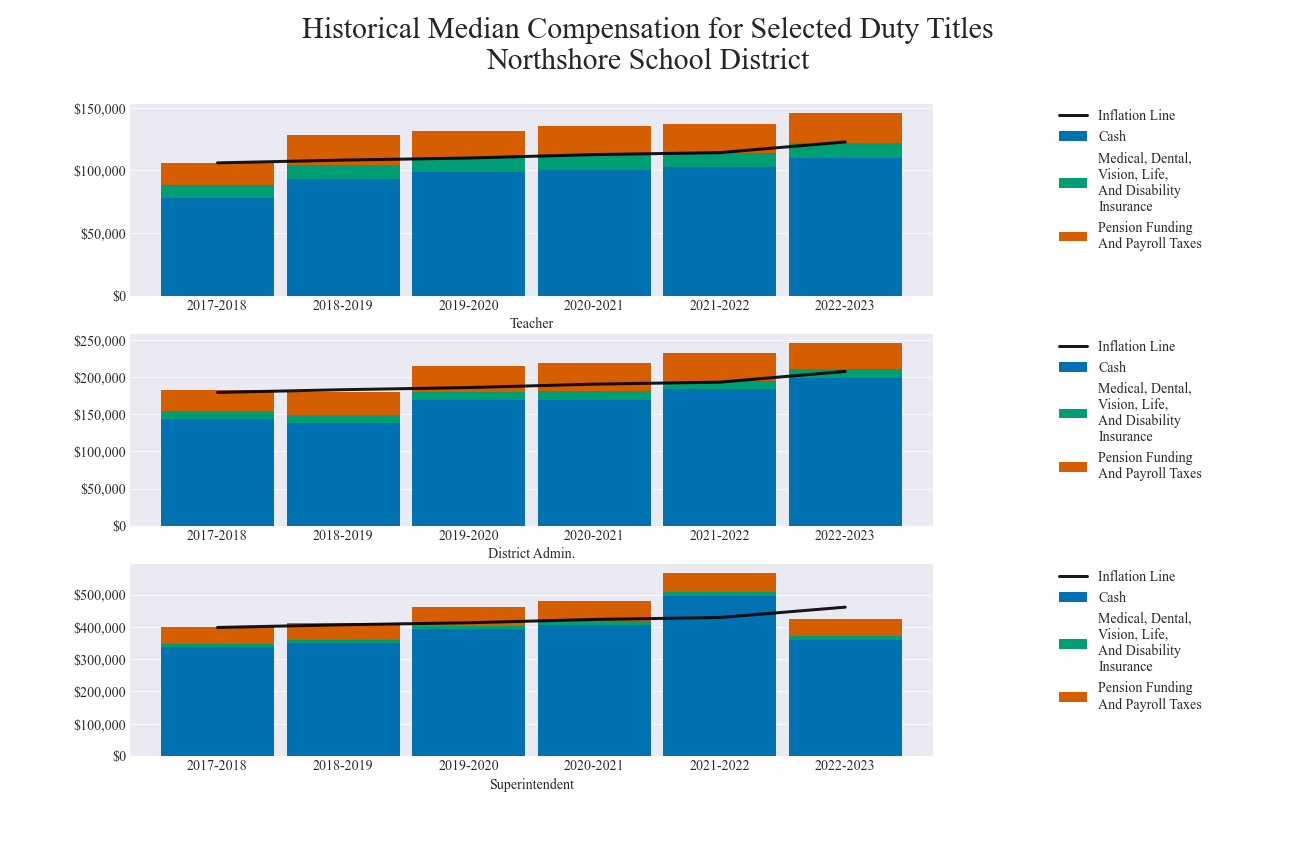 Historical Median Compensation for Selected Duty Titles
Northshore School District
$150,000
$100,000
$50,000
$0
2017-2018 2018-2019 2019-2020 2020-2021 2021-2022 2022-2023
Teacher
Inflation Line
Cash
Medical, Dental,
Vision, Life,
And Disability
Insurance
Pension Funding
And Payroll Taxes
$250,000
$200,000
$150,000
$100,000
$50,000
$0
2017-2018 2018-2019 2019-2020 2020-2021 2021-2022 2022-2023
District Admin.
Inflation Line
Cash
Medical, Dental,
Vision, Life,
And Disability
Insurance
Pension Funding
And Payroll Taxes
$500,000
$400,000
$300,000
$200,000
$100,000
$0
2017-2018 2018-2019 2019-2020 2020-2021 2021-2022 2022-2023
Superintendent
Inflation Line
Cash
Medical, Dental,
Vision, Life,
And Disability
Insurance
Pension Funding
And Payroll Taxes